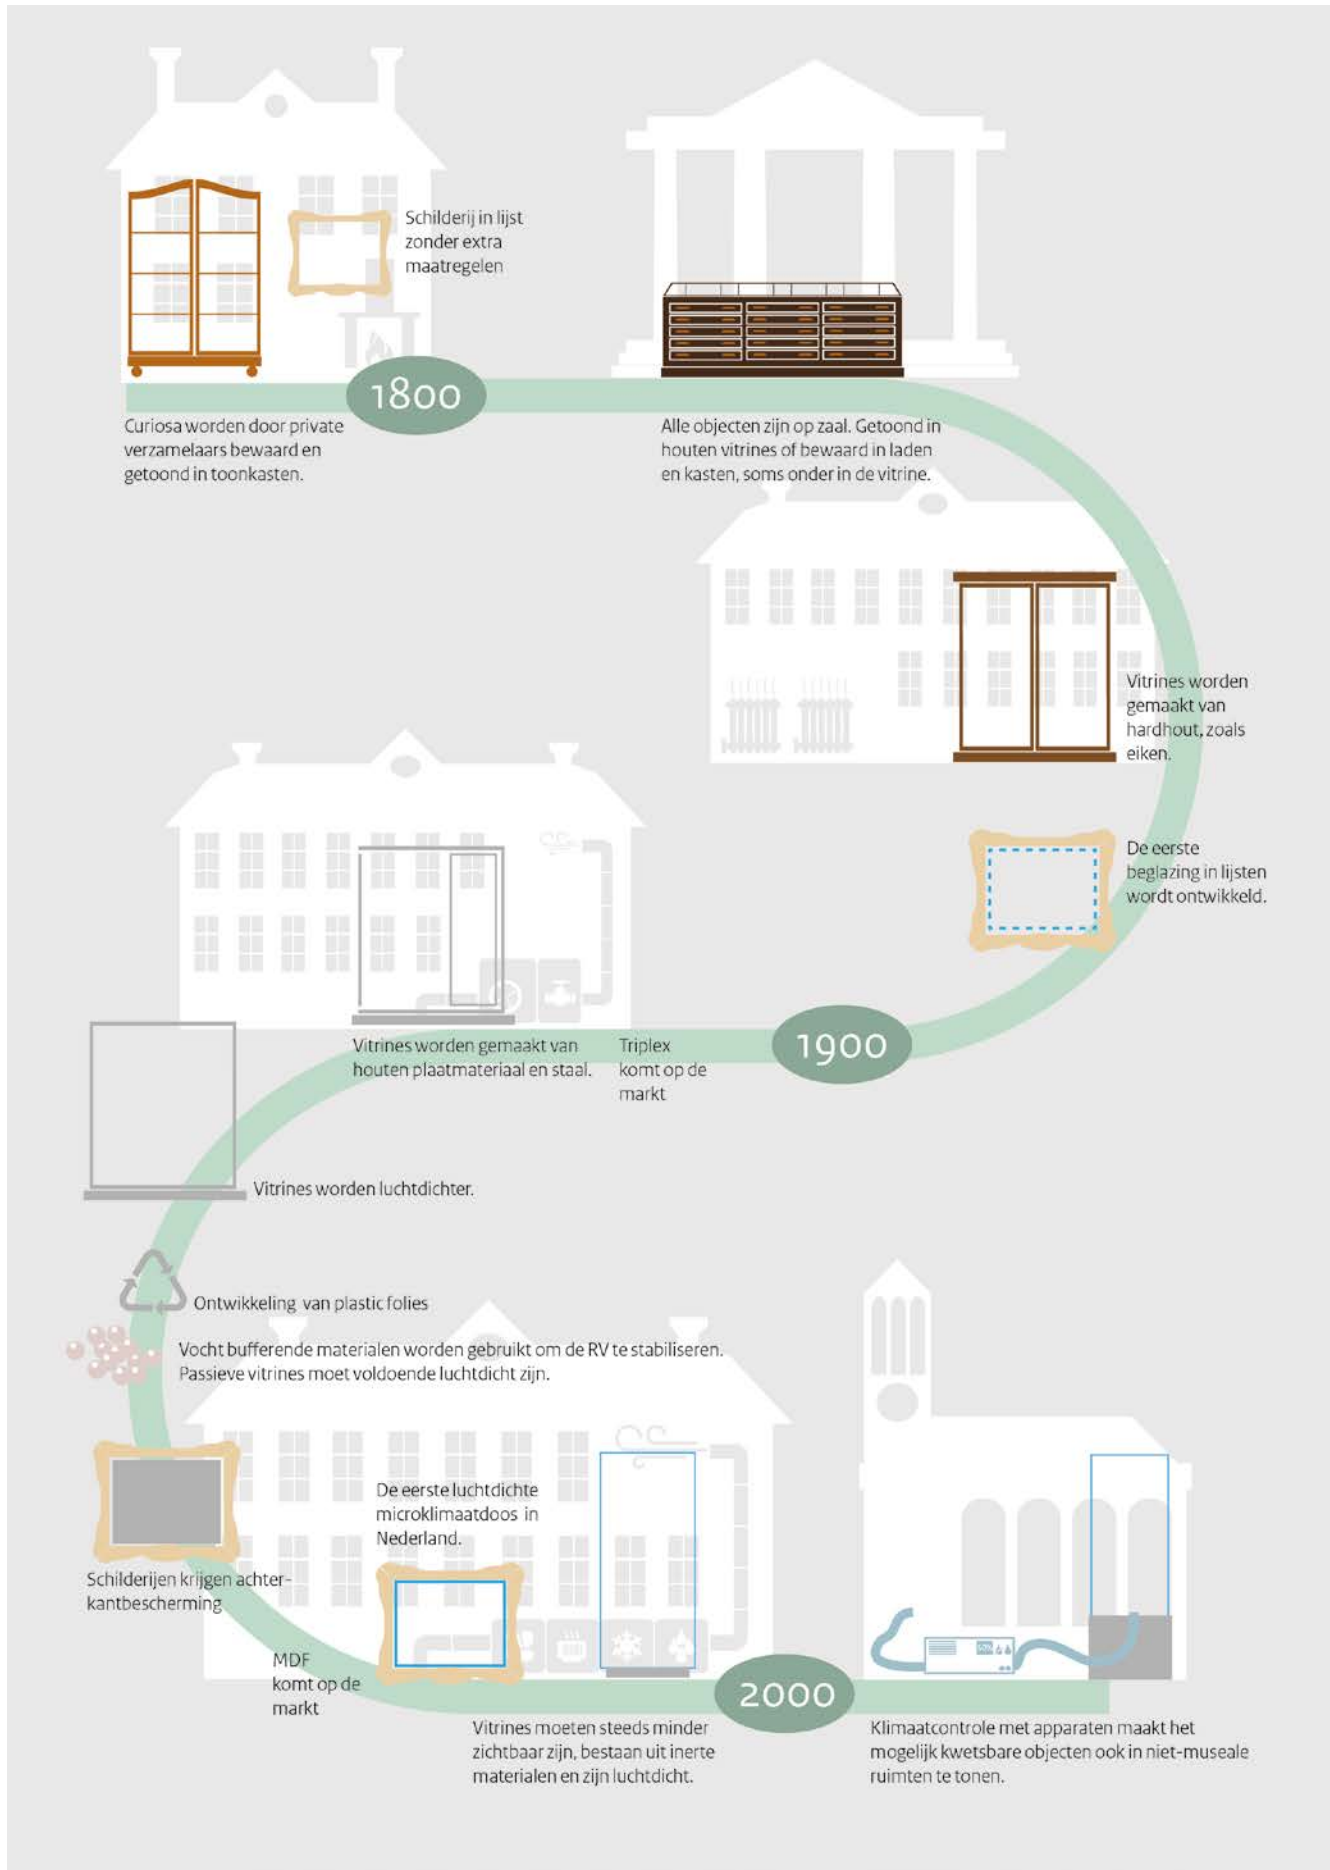 Schilderij in lijst
zonder extra
maatregelen
1800
Curiosa worden door private
verzamelaars bewaard en
getoond in toonkasten.
Alle objecten zijn op zaal. Getoond in
houten vitrines of bewaard in laden
en kasten, soms onder in de vitrine.
Vitrines worden
gemaakt van
hardhout, zoals
eiken.
De eerste
beglazing in lijsten
wordt ontwikkeld.
1900
Triplex
komt op de
markt
Vitrines worden gemaakt van
houten plaatmateriaal en staal.
Vitrines worden luchtdichter.
Ontwikkeling van plastic folies
Vocht bufferende materialen worden gebruikt om de RV te stabiliseren.
Passieve vitrines moet voldoende luchtdicht zijn.
Schilderijen krijgen achter-
kantbescherming
De eerste luchtdichte
microklimaatdoos in
Nederland.
MDF
komt op de
markt
Vitrines moeten steeds minder
zichtbaar zijn, bestaan uit inerte
materialen en zijn luchtdicht.
2000
Klimaatcontrole met apparaten maakt het
mogelijk kwetsbare objecten ook in niet-museale
ruimten te tonen.